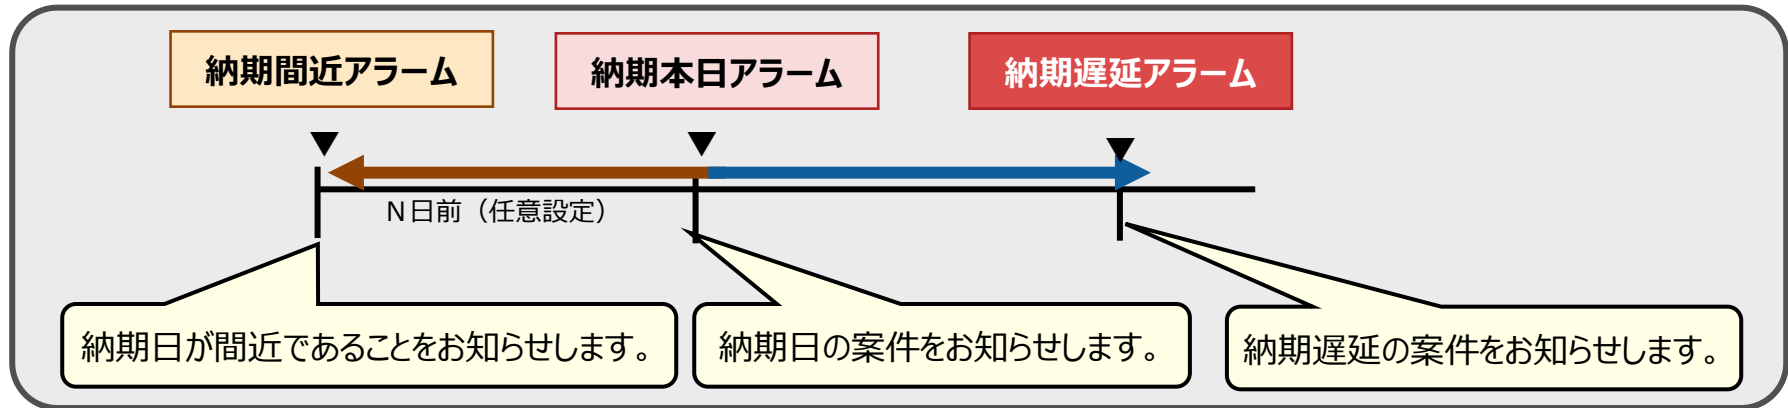 納期間近アラーム
納期本日アラーム
納期遅延アラーム
N日前（任意設定）
納期日が間近であることをお知らせします。
納期日の案件をお知らせします。
納期遅延の案件をお知らせします。